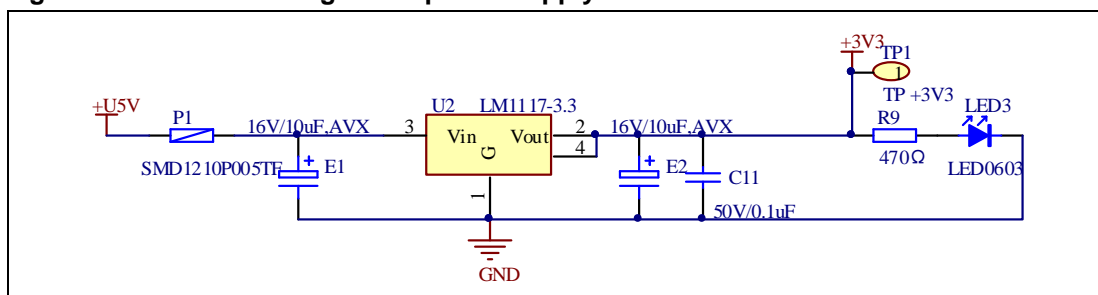 +U5V
P1
SMD1210P005TF
16V/10uF,AVX
E1
U2
LM1117-3.3
3
Vin
Vout
G
2
4
1
GND
16V/10uF,AVX
E2
C11
50V/0.1uF
+3V3
TP1
1
TP +3V3
R9
470Ω
LED3
LED0603